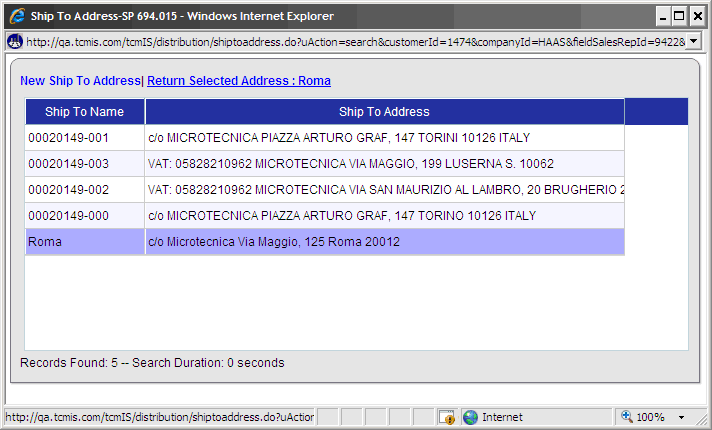 Ship To Address-SP 694.015 - Windows Internet Explorer
http://qa.tcmis.com/tcmIS/distribution/shiptoaddress.do?uAction=search&customerId=1474&companyId=HAAS&fieldSalesRepId=9422&
New Ship To Address| Return Selected Address : Roma
Ship To Name Ship To Address
00020149-001 c/o MICROTECNICA PIAZZA ARTURO GRAF, 147 TORINI 10126 ITALY
00020149-003 VAT: 05828210962 MICROTECNICA VIA MAGGIO, 199 LUSERNA S. 10062
00020149-002 VAT: 05828210962 MICROTECNICA VIA SAN MAURIZIO AL LAMBRO, 20 BRUGHERIO 2
00020149-000 c/o MICROTECNICA PIAZZA ARTURO GRAF, 147 TORINO 10126 ITALY
Roma c/o Microtecnica Via Maggio, 125 Roma 20012
Records Found: 5 -- Search Duration: 0 seconds
http://qa.tcmis.com/tcmIS/distribution/shiptoaddress.do?uAction Internet 100%